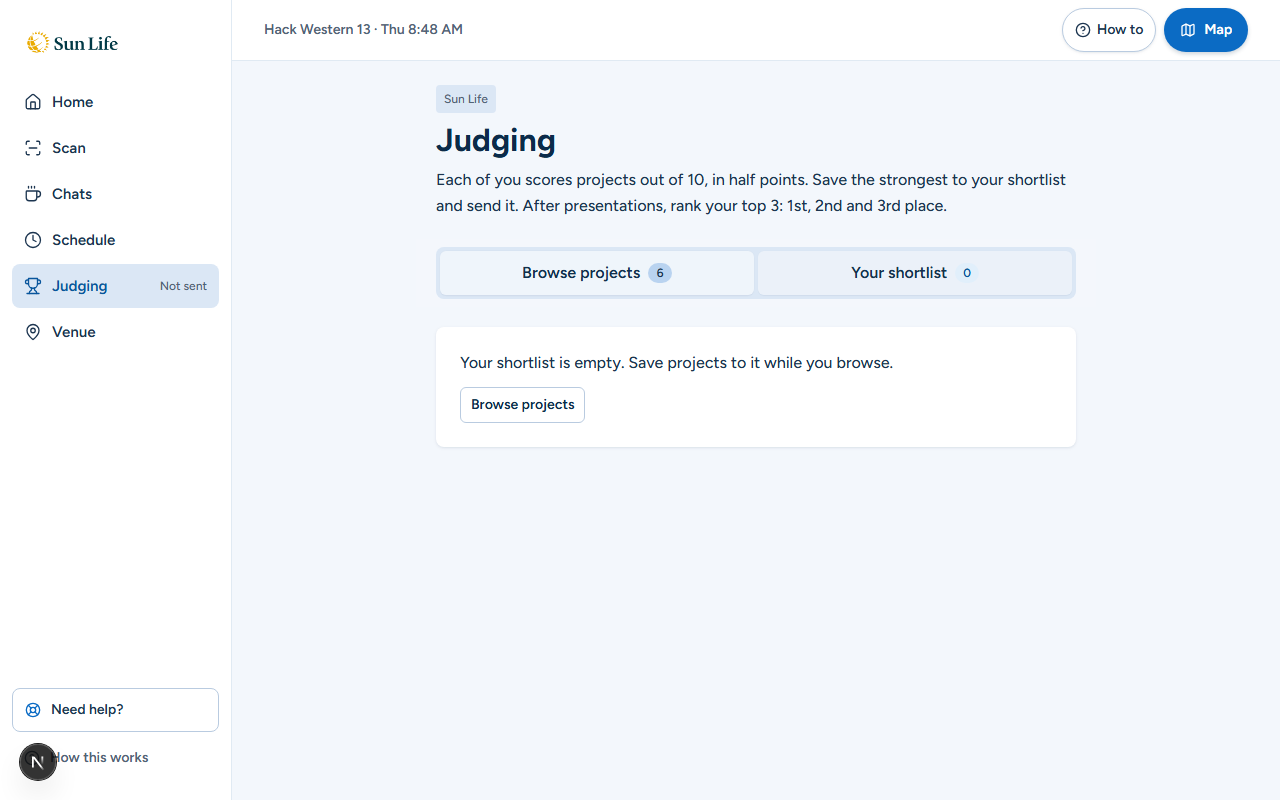 Sun Life
Home
Scan
Chats
Schedule
Judging Not sent
Venue
Need help?
How this works
N
Hack Western 13 · Thu 8:48 AM
How to
Map
Sun Life
Judging
Each of you scores projects out of 10, in half points. Save the strongest to your shortlist
and send it. After presentations, rank your top 3: 1st, 2nd and 3rd place.
Browse projects 6
Your shortlist 0
Your shortlist is empty. Save projects to it while you browse.
Browse projects